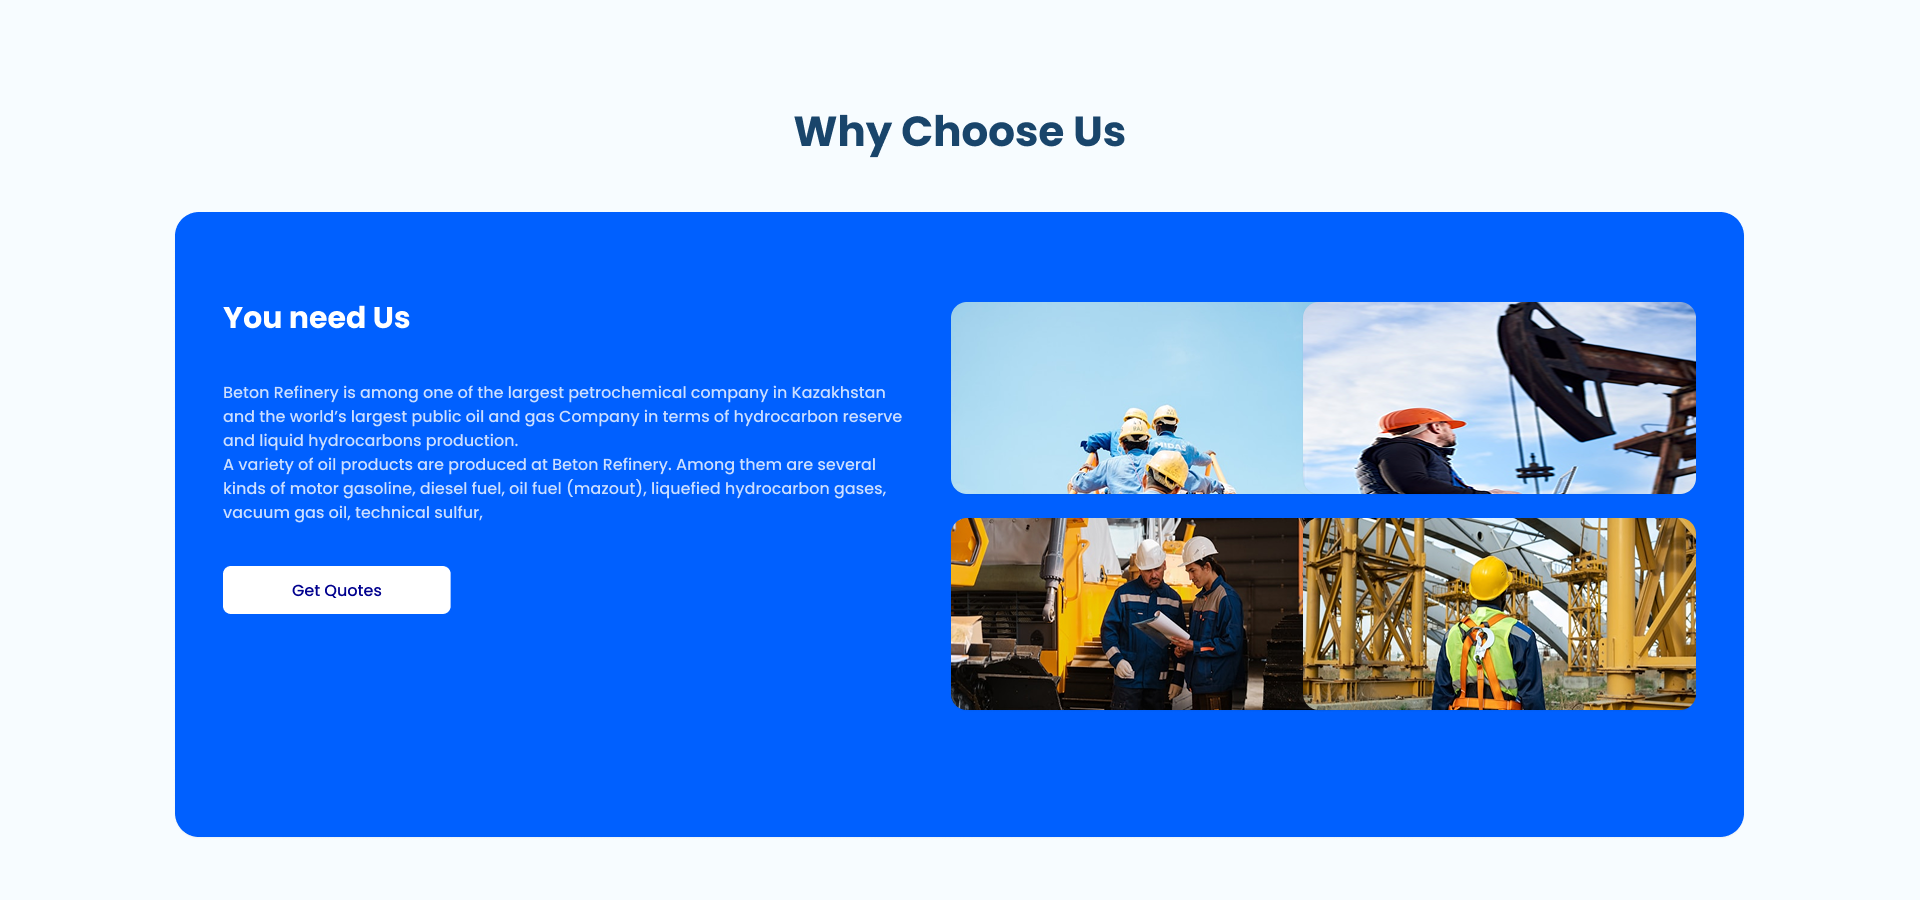 Why Choose Us
You need Us
Beton Refinery is among one of the largest petrochemical company in Kazakhstan
and the world’s largest public oil and gas Company in terms of hydrocarbon reserve
and liquid hydrocarbons production.
A variety of oil products are produced at Beton Refinery. Among them are several
kinds of motor gasoline, diesel fuel, oil fuel (mazout), liquefied hydrocarbon gases,
vacuum gas oil, technical sulfur,
Get Quotes